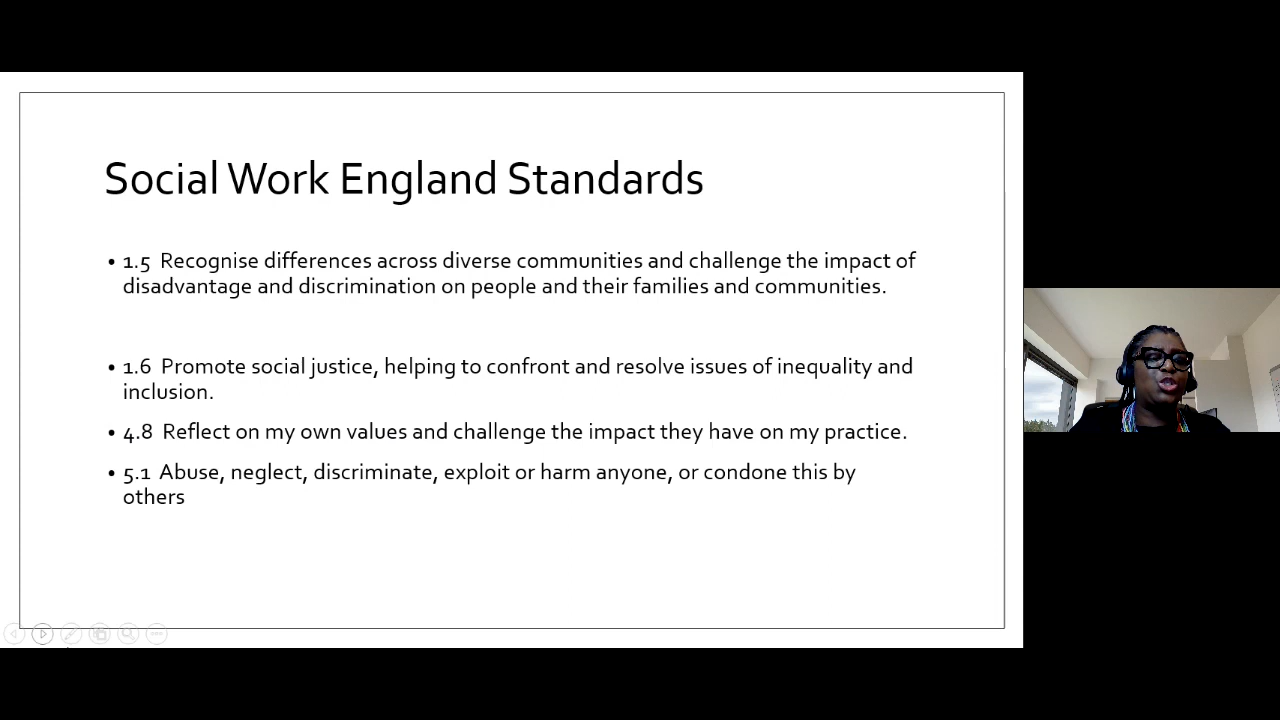 Social Work England Standards
• 1.5 Recognise differences across diverse communities and challenge the impact of
disadvantage and discrimination on people and their families and communities.
• 1.6 Promote social justice, helping to confront and resolve issues of inequality and
inclusion.
• 4.8 Reflect on my own values and challenge the impact they have on my practice.
• 5.1 Abuse, neglect, discriminate, exploit or harm anyone, or condone this by
others